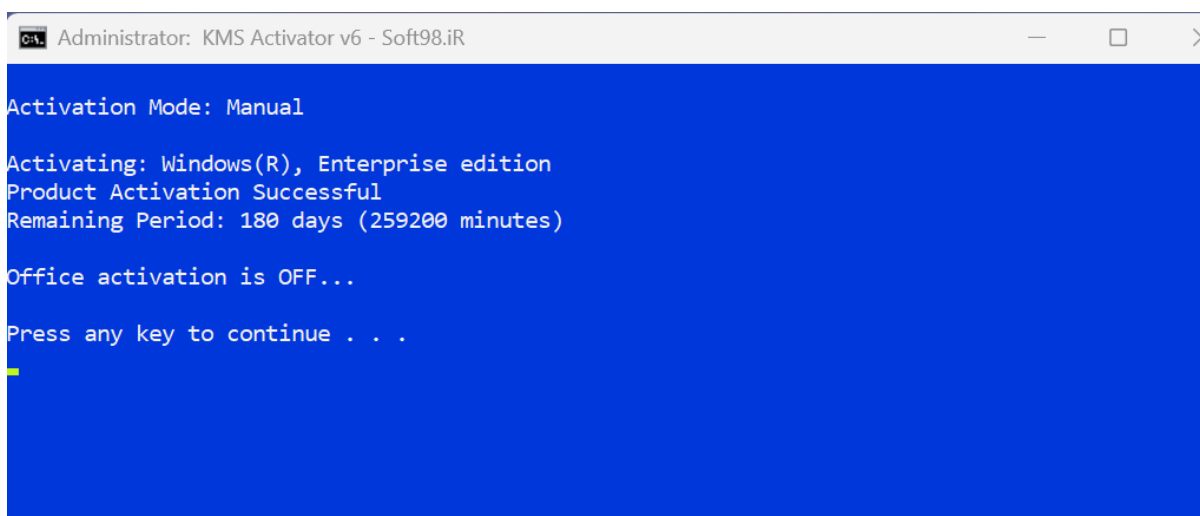 Administrator: KMS Activator v6 - Soft98.iR
Activation Mode: Manual
Activating: Windows(R), Enterprise edition
Product Activation Successful
Remaining Period: 180 days (259200 minutes)
Office activation is OFF...
Press any key to continue . . .